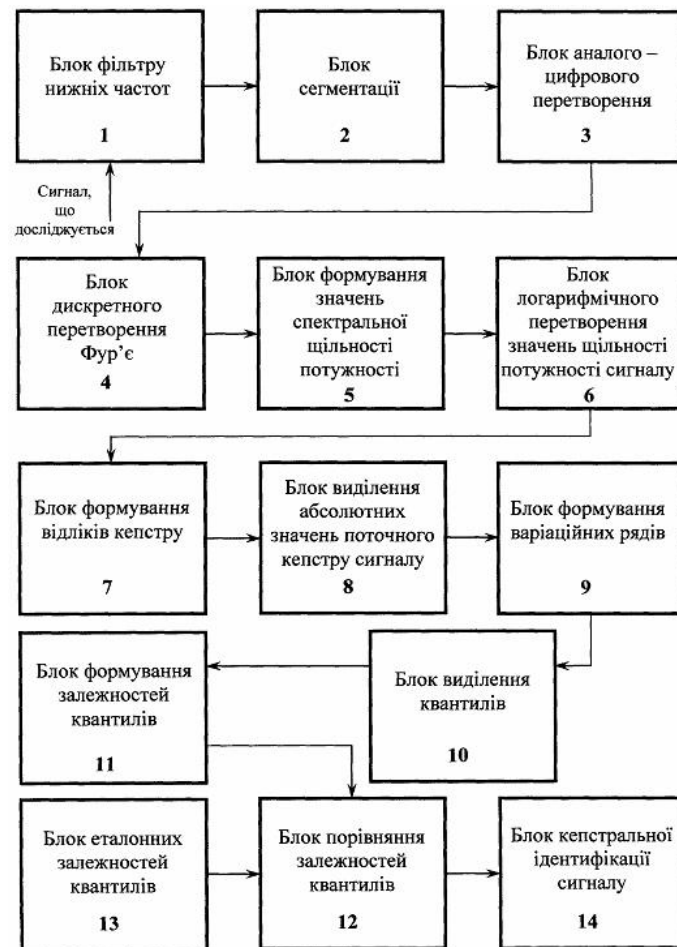 Блок фільтру
нижніх частот
1
Блок
сегментації
2
Блок аналого –
цифрового
перетворення
3
Сигнал,
що
досліджується
Блок
дискретного
перетворення
Фур’є
4
Блок формування
значень
спектральної
щільності
потужності
5
Блок
логарифмічного
перетворення
значень щільності
потужності сигналу
6
Блок формування
відліків кепстру
7
Блок виділення
абсолютних
значень поточного
кепстру сигналу
8
Блок формування
варіаційних рядів
9
Блок формування
залежностей
квантилів
11
Блок виділення
квантилів
10
Блок еталонних
залежностей
квантилів
13
Блок порівняння
залежностей
квантилів
12
Блок кепстральної
ідентифікації
сигналу
14